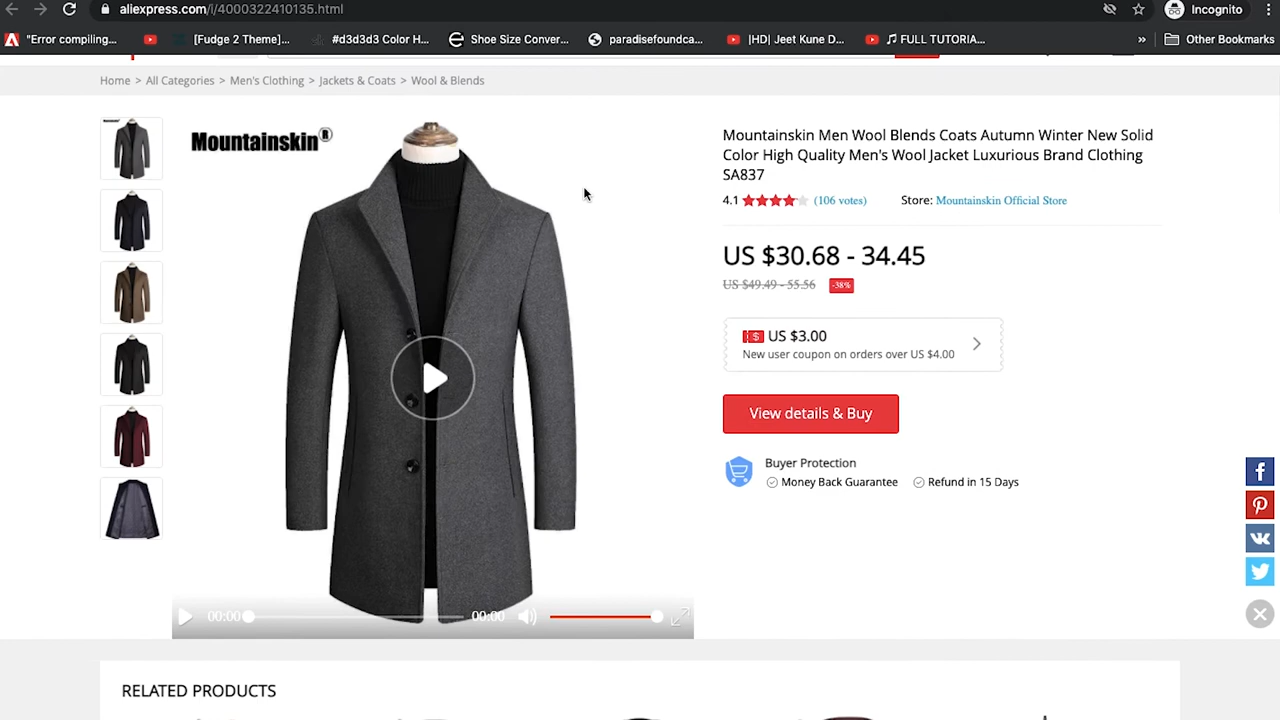 aliexpress.com/l/4000322410135.html
Incognito
"Error compiling...
[Fudge 2 Theme]...
#d3d3d3 Color H...
Shoe Size Conver...
paradisefoundca...
|HD| Jeet Kune D...
♫ FULL TUTORIA...
»
Other Bookmarks
Home > All Categories > Men's Clothing > Jackets & Coats > Wool & Blends
Mountainskin®
Mountainskin Men Wool Blends Coats Autumn Winter New Solid
Color High Quality Men's Wool Jacket Luxurious Brand Clothing
SA837
4.1 (106 votes) Store: Mountainskin Official Store
US $30.68 - 34.45
US $49.49 - 55.56 -38%
US $3.00
New user coupon on orders over US $4.00
View details & Buy
Buyer Protection
Money Back Guarantee Refund in 15 Days
00:00 00:00
RELATED PRODUCTS